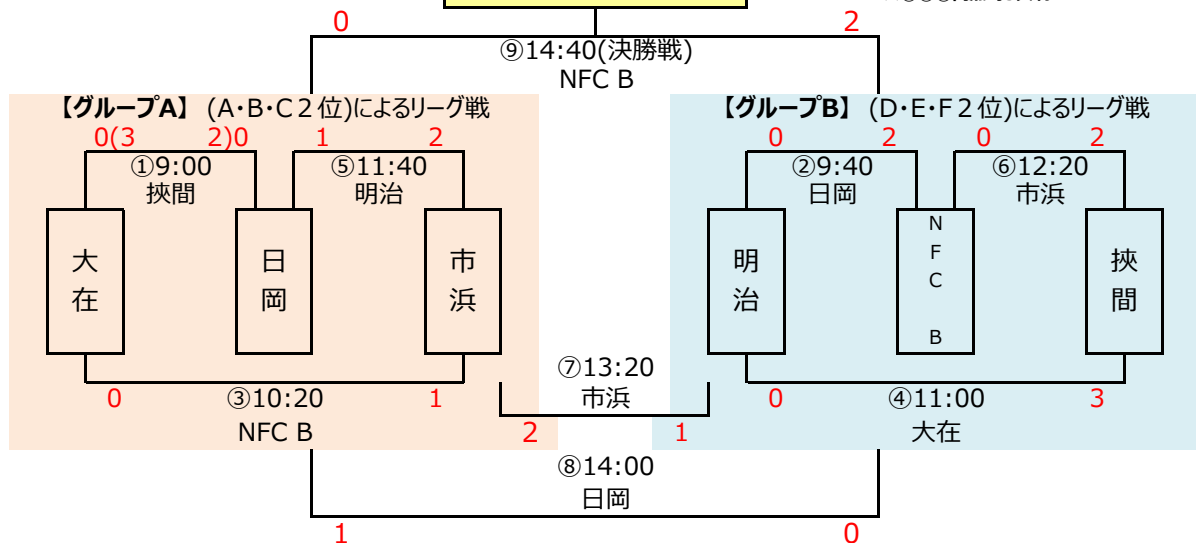 0 2
⑨14:40(決勝戦)
NFC B
【グループA】 (A・B・C２位)によるリーグ戦
【グループB】 (D・E・F２位)によるリーグ戦
0(3 2)0 1 2
0 2 0 2
①9:00
挾間
⑤11:40
明治
②9:40
日岡
⑥12:20
市浜
大在
日岡
市浜
明治
NFC B
挾間
⑦13:20
市浜
0 ③10:20 1
NFC B
0 ④11:00 3
大在
2 1
⑧14:00
日岡
1 0